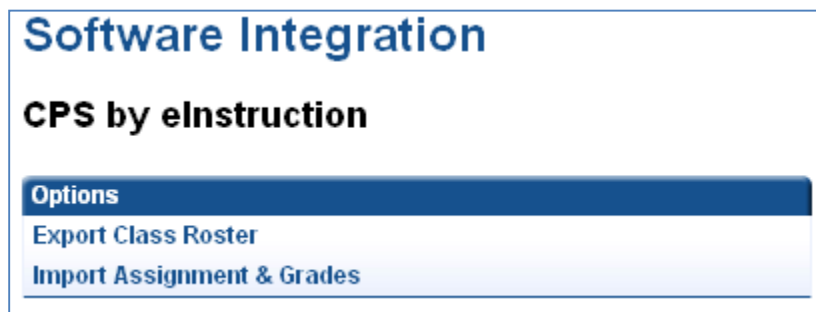 Software Integration
CPS by eInstruction
Options
Export Class Roster
Import Assignment & Grades